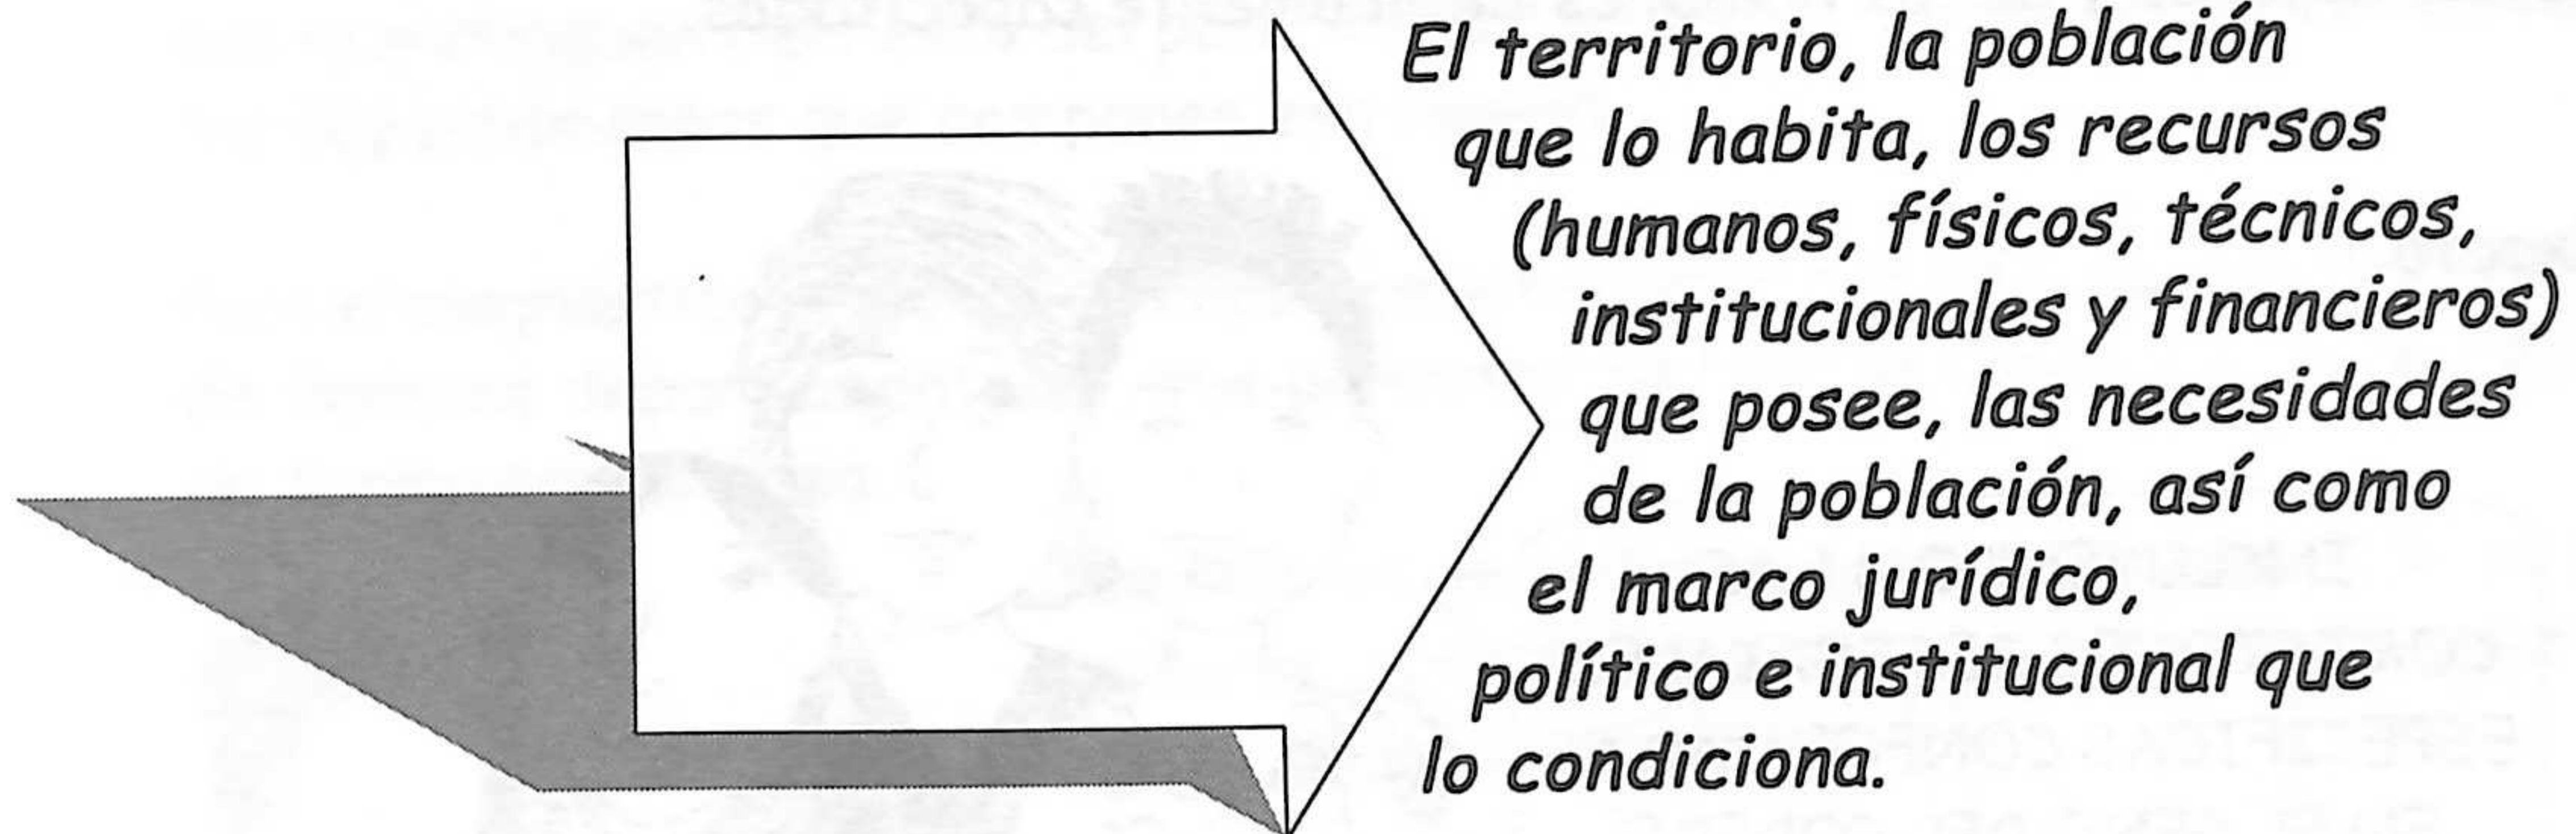 El territorio, la población
que lo habita, los recursos
(humanos, físicos, técnicos,
institucionales y financieros)
que posee, las necesidades
de la población, así como
el marco jurídico,
político e institucional que
lo condiciona.